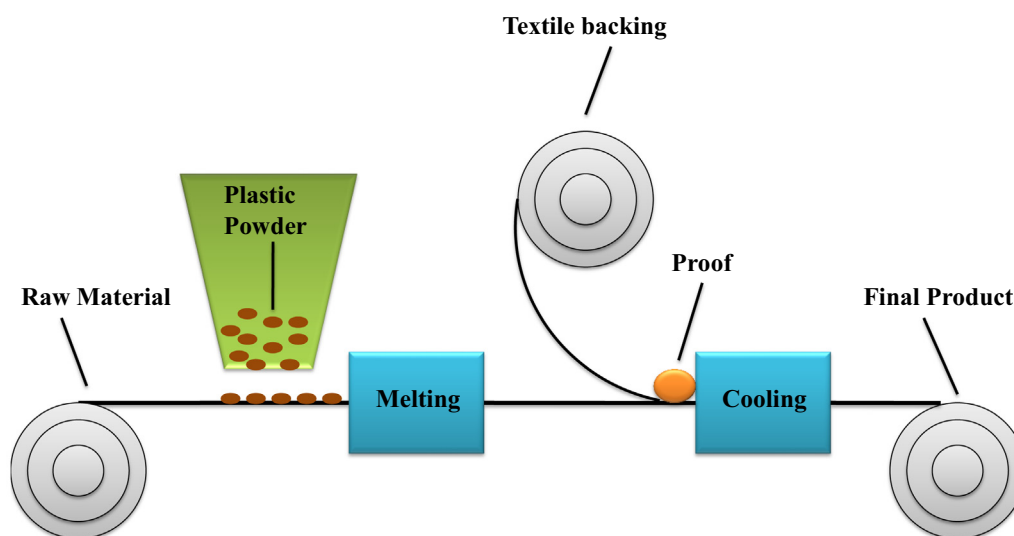 Textile backing
Plastic
Powder
Proof
Raw Material
Final Product
Melting
Cooling